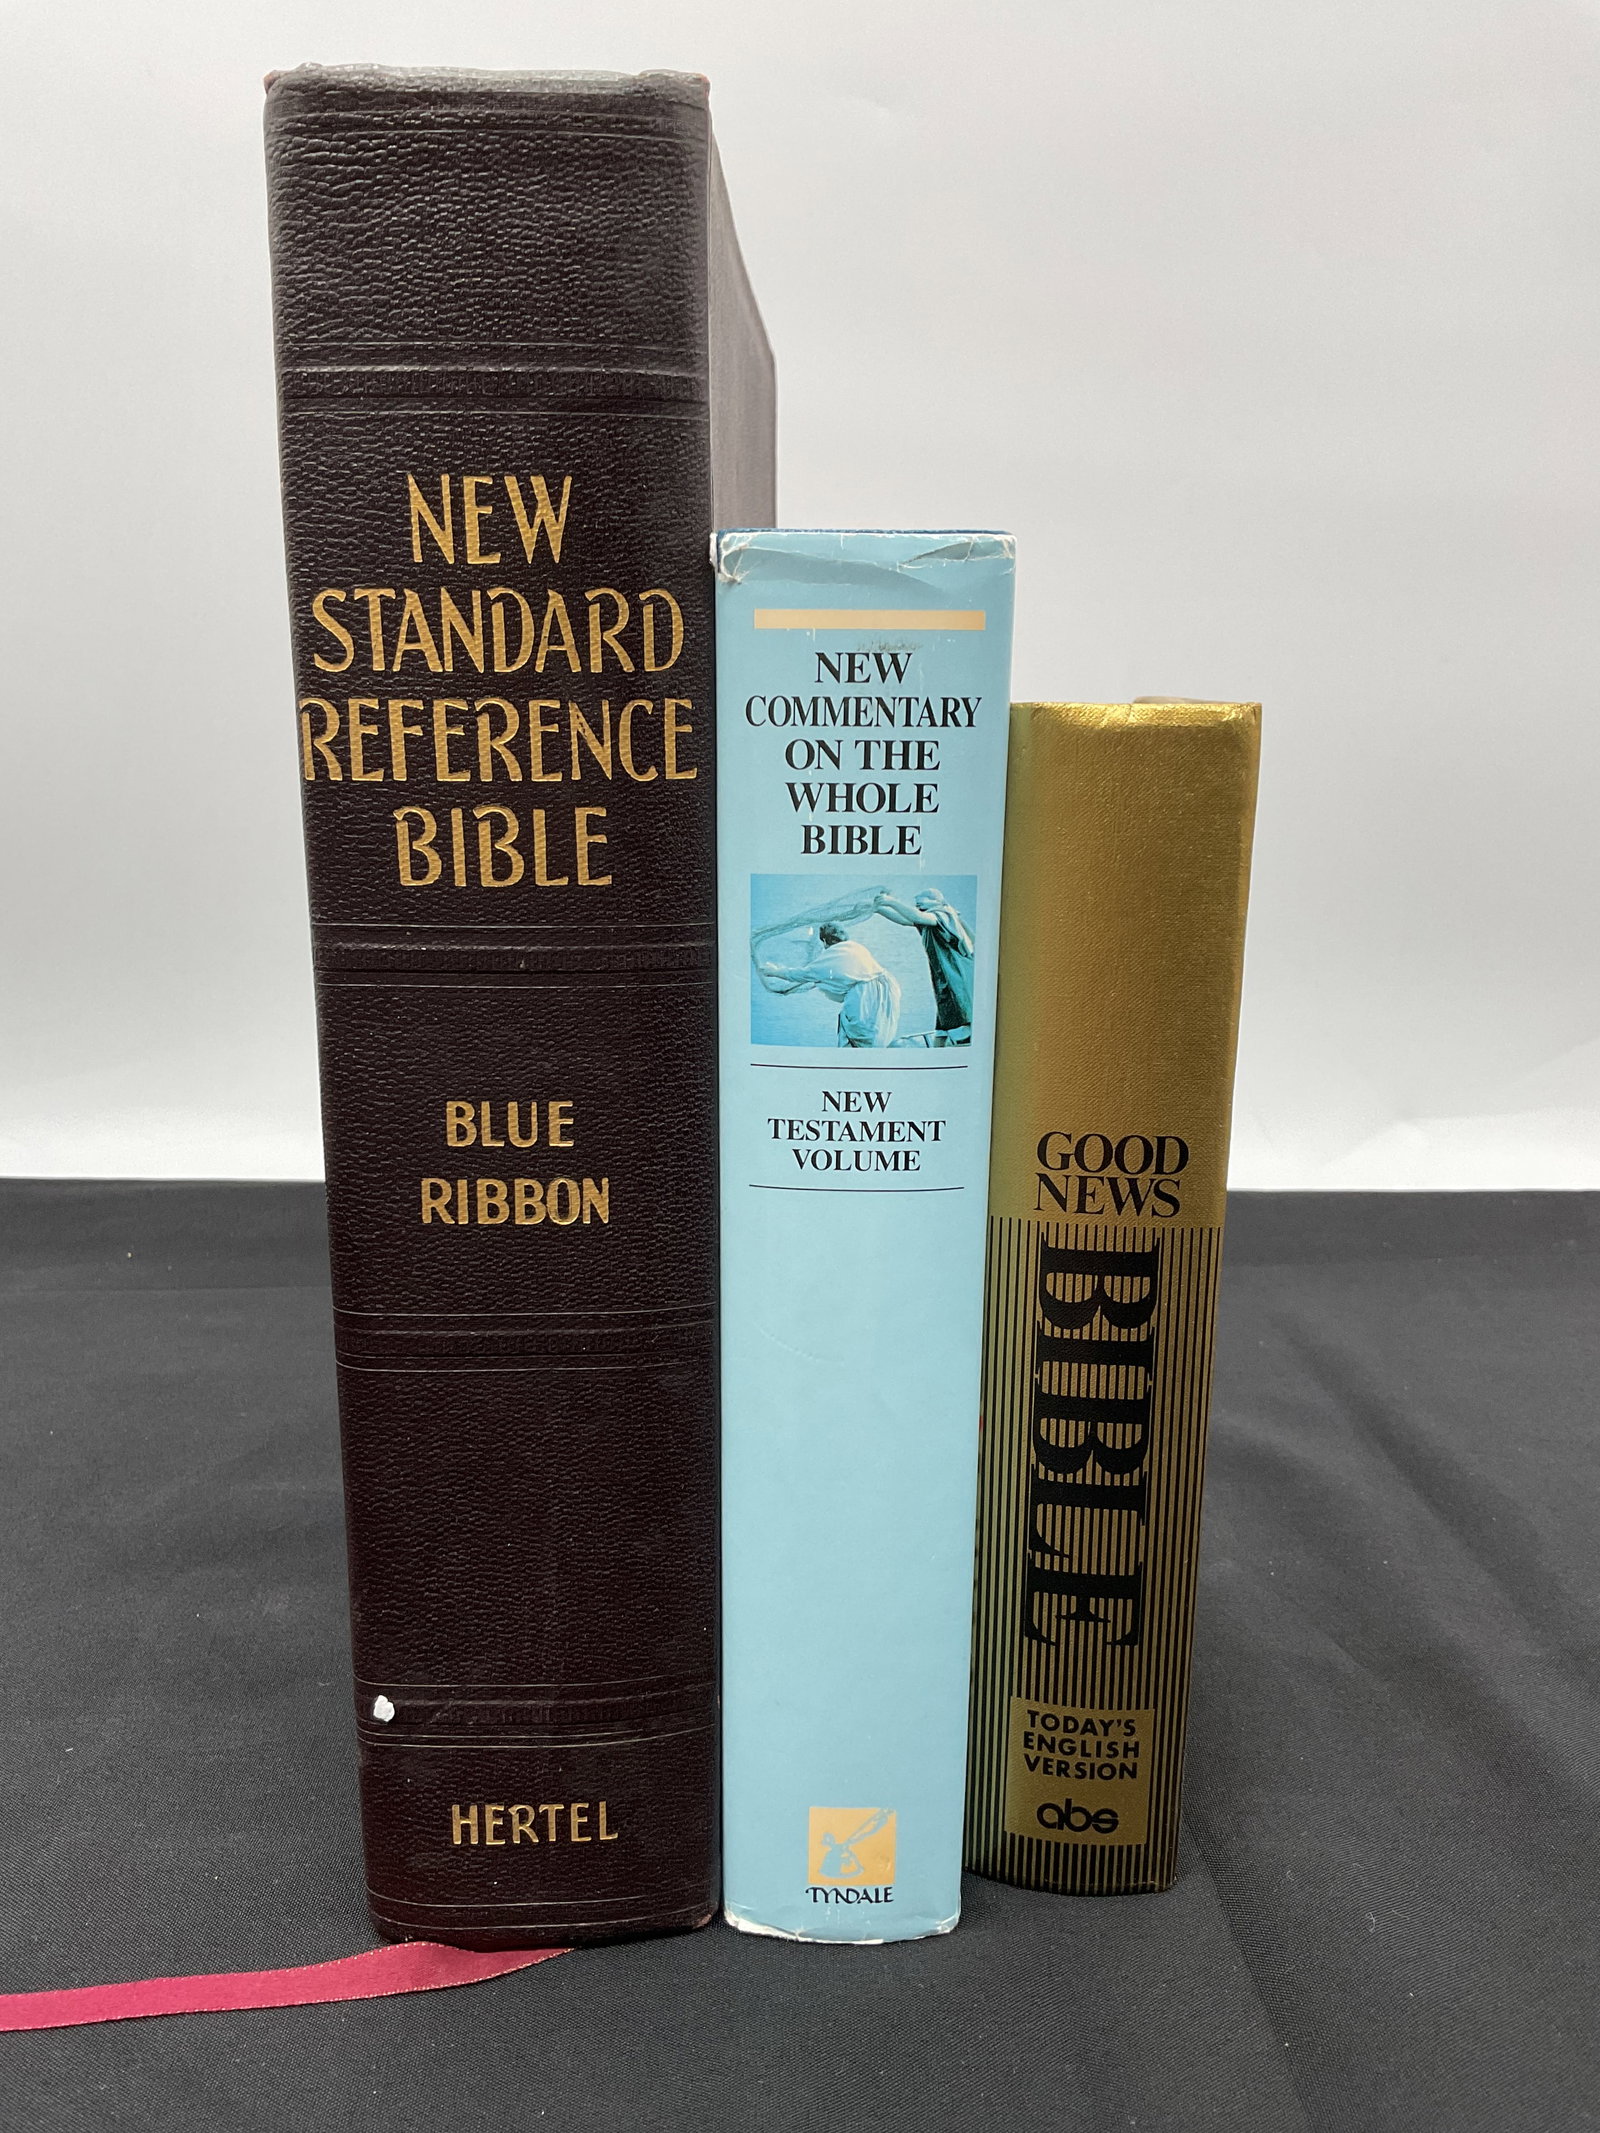 NEW
STANDARD
REFERENCE
BIBLE
BLUE
RIBBON
HERTEL
NEW
COMMENTARY
ON THE
WHOLE
BIBLE
NEW
TESTAMENT
VOLUME
TYNDALE
GOOD
NEWS
BIBLE
TODAY'S
ENGLISH
VERSION
abs